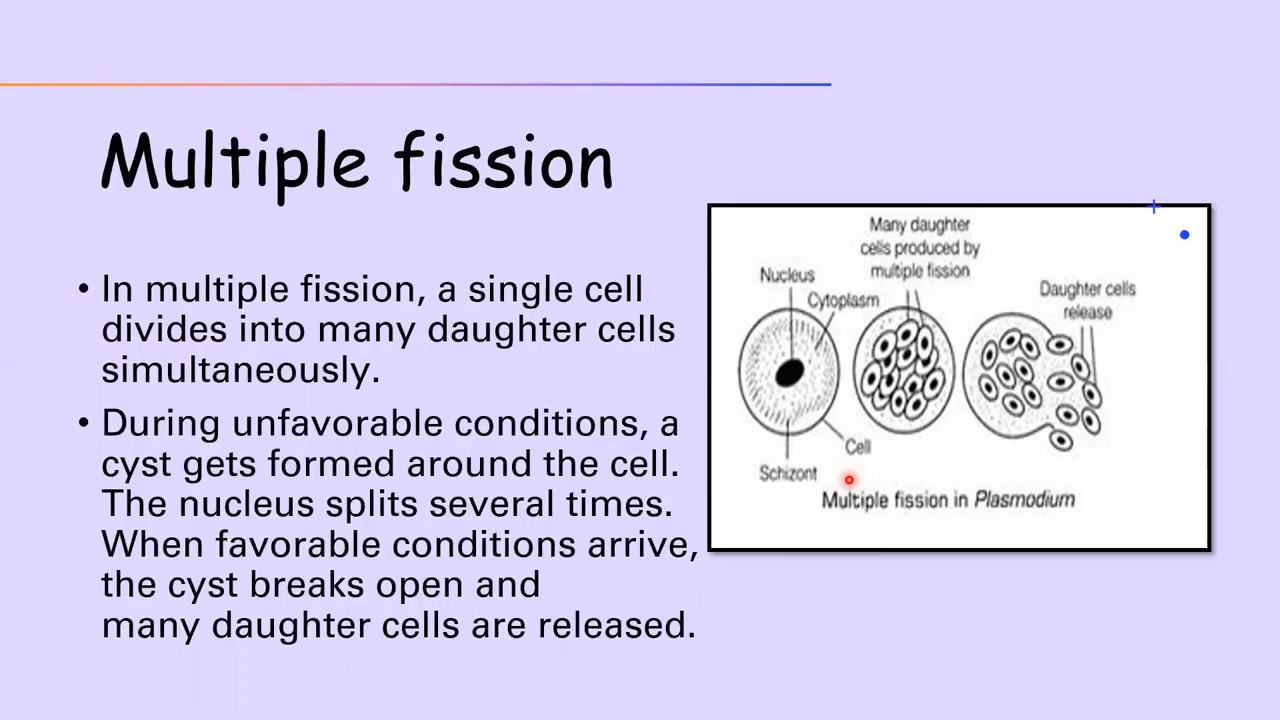 Multiple fission
• In multiple fission, a single cell
divides into many daughter cells
simultaneously.
• During unfavorable conditions, a
cyst gets formed around the cell.
The nucleus splits several times.
When favorable conditions arrive,
the cyst breaks open and
many daughter cells are released.
Many daughter
cells produced by
multiple fission
Nucleus
Cytoplasm
Daughter cells
release
Cell
Schizont
Multiple fission in Plasmodium